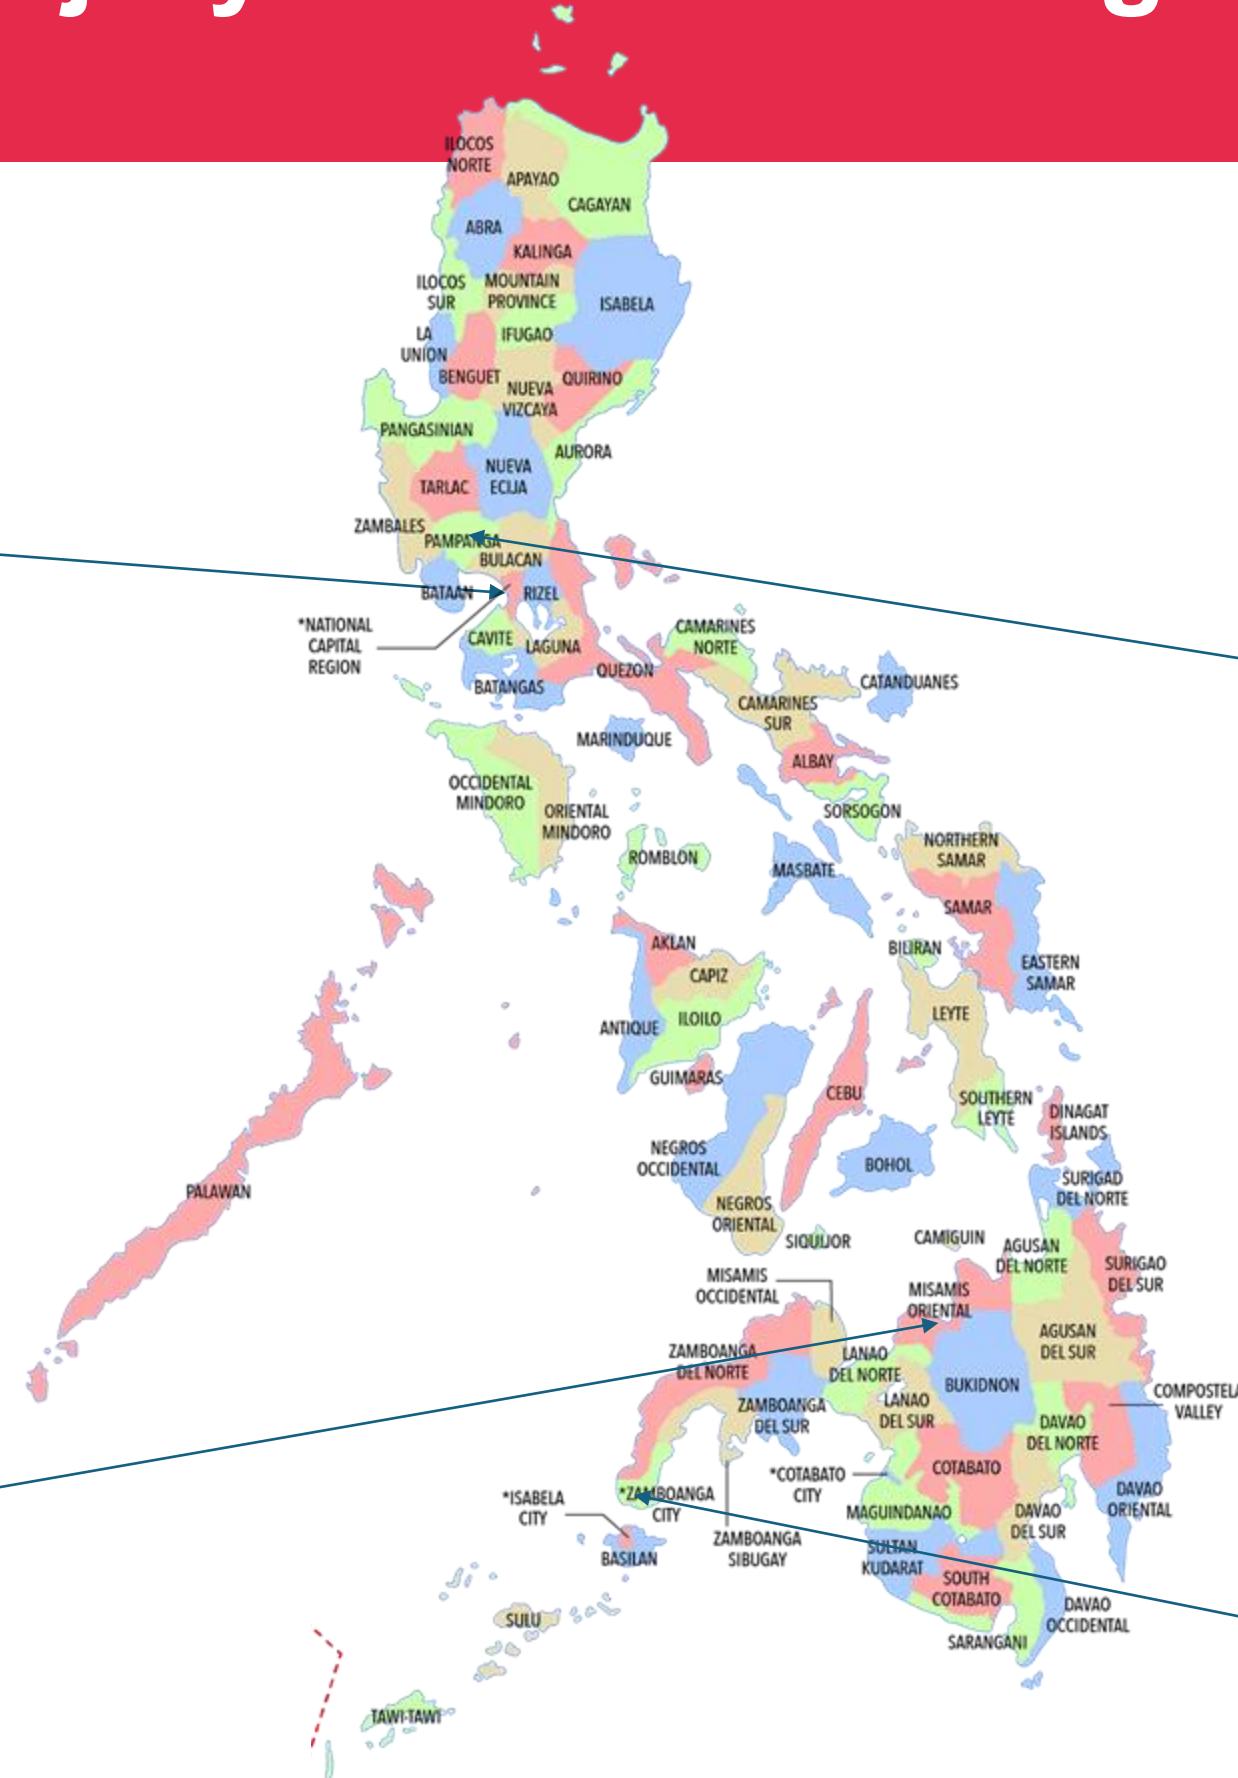 ILOCOS
NORTE
APAYAO
CAGAYAN
ABRA
KALINGA
ILOCOS
SUR
MOUNTAIN
PROVINCE
ISABELA
LA
UNION
IFUGAO
BENGUET
NUEVA
VIZCAYA
QUIRINO
PANGASINIAN
AURORA
TARLAC
NUEVA
ECIJA
ZAMBALES
PAMPANGA
BULACAN
BATAAN
RIZEL
*NATIONAL
CAPITAL
REGION
CAVITE
LAGUNA
QUEZON
BATANGAS
CAMARINES
NORTE
CAMARINES
SUR
CATANDUANES
MARINDUQUE
ALBAY
SORSOGON
OCCIDENTAL
MINDORO
ORIENTAL
MINDORO
ROMBLON
MASBATE
NORTHERN
SAMAR
SAMAR
BILIRAN
EASTERN
SAMAR
AKLAN
CAPIZ
ANTIQUE
ILOILO
LEYTE
GUIMARAS
CEBU
SOUTHERN
LEYTE
DINAGAT
ISLANDS
NEGROS
OCCIDENTAL
BOHOL
SURIGAD
DEL NORTE
PALAWAN
NEGROS
ORIENTAL
SIQUIJOR
CAMIGUIN
AGUSAN
DEL NORTE
SURIGAO
DEL SUR
MISAMIS
OCCIDENTAL
MISAMIS
ORIENTAL
AGUSAN
DEL SUR
ZAMBOANGA
DEL NORTE
LANAO
DEL NORTE
BUKIDNON
COMPOSTELA
VALLEY
ZAMBOANGA
DEL SUR
LANAO
DEL SUR
DAVAO
DEL NORTE
*COTABATO
CITY
COTABATO
*ISABELA
CITY
*ZAMBOANGA
CITY
MAGUINDANAO
DAVAO
DEL SUR
DAVAO
ORIENTAL
BASILAN
ZAMBOANGA
SIBUGAY
SULTAN
KUDARAT
SOUTH
COTABATO
DAVAO
OCCIDENTAL
SULU
SARANGANI
TAWI-TAWI